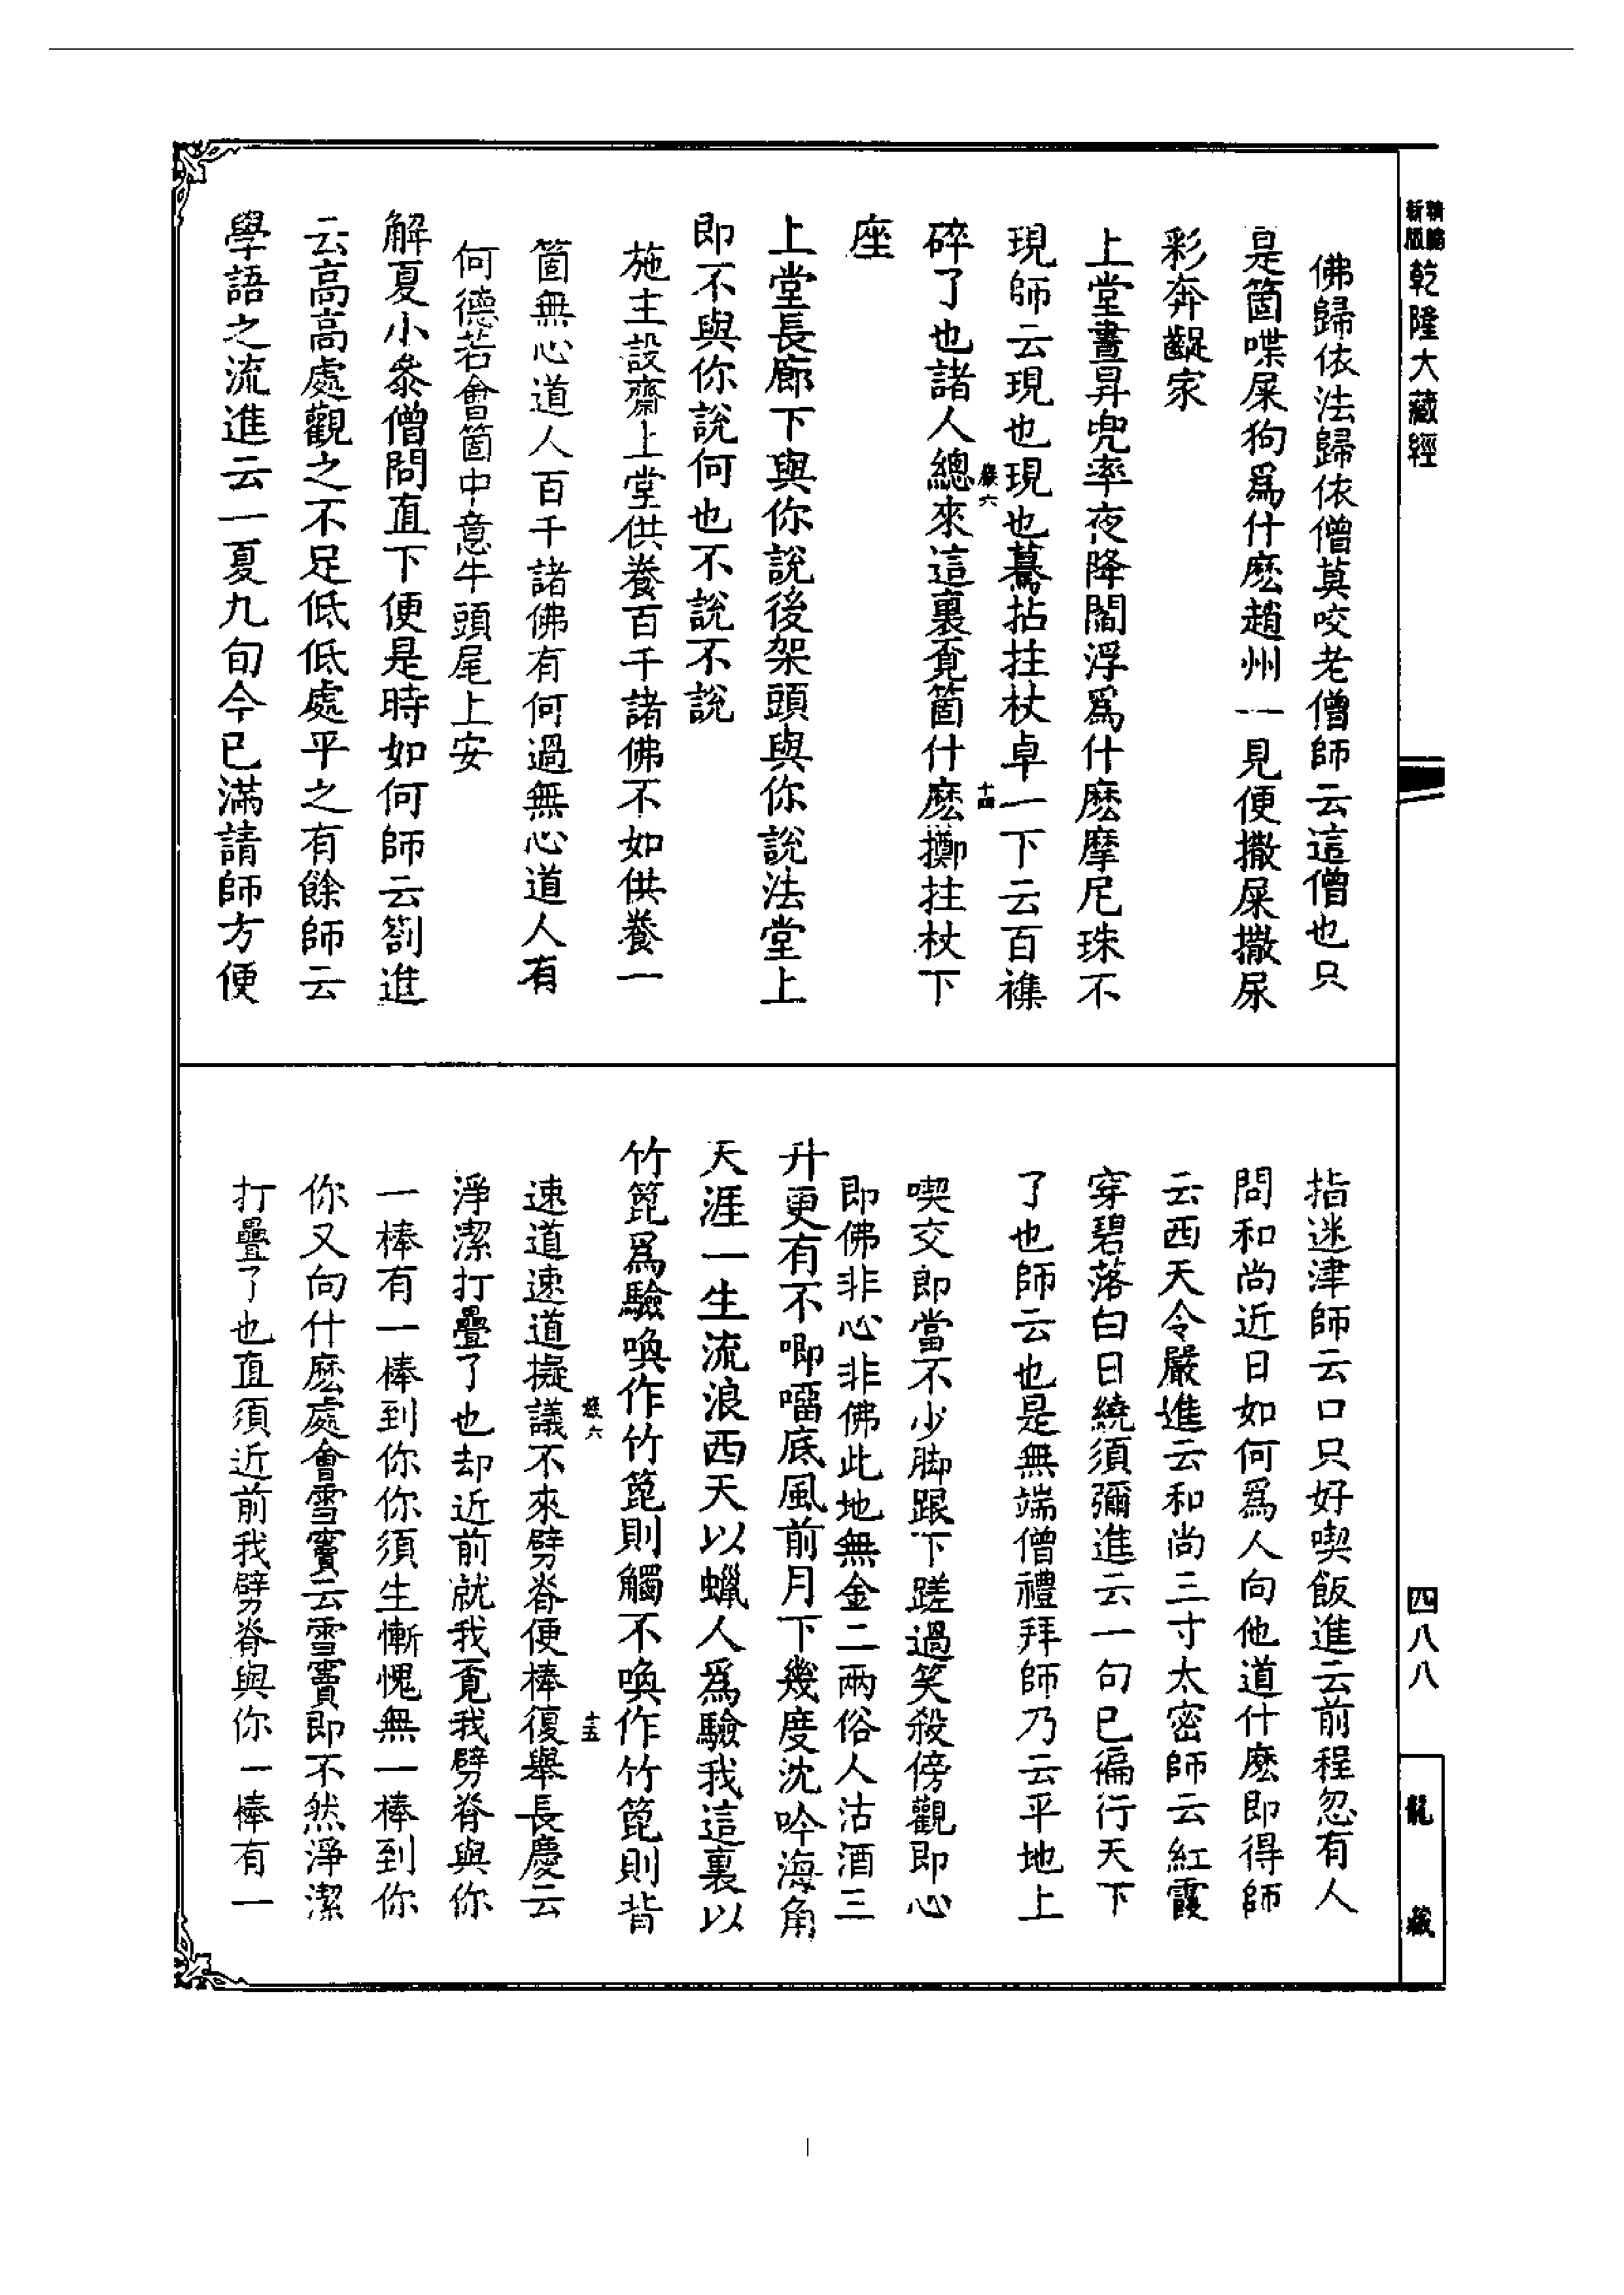 新版
乾隆大藏經
四八八
龍藏
佛歸依法歸依僧莫咬老僧師云這僧也只
是箇喋屎狗爲什麽趙州一見便撒屎撒尿
彩奔齪家
上堂晝昇兜率夜降閻浮爲什麽摩尼珠不
現師云現也現也驀拈拄杖卓一下云百襍
碎了也諸人總來這裏覔箇什麽擲拄杖下
座
上堂長廊下與你說後架頭與你說法堂上
即不與你說何也不說不說
施主設齋上堂供養百千諸佛不如供養一
箇無心道人百千諸佛有何過無心道人有
何德若會箇中意牛頭尾上安
解夏小叅僧問直下便是時如何師云劄進
云高高處觀之不足低低處平之有餘師云
學語之流進云一夏九旬今已滿請師方便
六
十四
指迷津師云口只好喫飯進云前程忽有人
問和尚近日如何爲人向他道什麽即得師
云西天令嚴進云和尚三寸太密師云紅霞
穿碧落白日繞須彌進云一句已徧行天下
了也師云也是無端僧禮拜師乃云平地上
喫交即當不少脚跟下蹉過笑殺傍觀即心
即佛非心非佛此地無金二兩俗人沽酒三
升更有不唧𠺕底風前月下幾度沈吟海角
天涯一生流浪西天以蠟人爲驗我這裏以
竹篦爲驗喚作竹篦則觸不喚作竹篦則背
速道速道擬議不來劈脊便棒復舉長慶云
淨潔打疊了也却近前就我覔我劈脊與你
一棒有一棒到你你須生慚愧無一棒到你
你又向什麽處會雪竇云雪竇即不然淨潔
打疊了也直須近前我劈脊與你一棒有一
六
十五